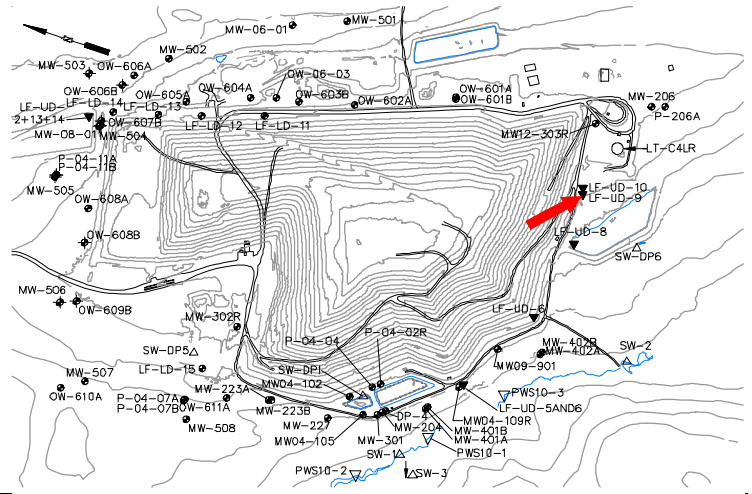 MW-501
MW-06-01
MW-502
MW-503
OW-606A
OW-06-03
OW-606B
OW-605A
OW-604A
OW-603B
OW-602A
OW-601A
OW-601B
MW-206
P-206A
LF-UD-
2+13+14
LF-LD-14
LF-LD-13
OW-607B
LF-LD-12
LF-LD-11
MW-08-01
MW-504
MW12-303R
LT-C4LR
P-04-11A
P-04-11B
MW-505
LF-UD-10
LF-UD-9
OW-608A
OW-608B
LF-UD-8
SW-DP6
MW-506
OW-609B
LF-UD-6
MW-302R
P-04-04
P-04-02R
SW-DP5
MW-402B
MW-402A
SW-2
LF-LD-15
SW-DP1
MW09-901
MW-507
MW-223A
MW04-102
PWS10-3
OW-610A
P-04-07A
P-04-07B
OW-611A
MW-223B
LF-UD-5AND6
MW-508
MW-227
DP-4
MW04-109R
MW-204
MW-401B
MW04-105
MW-301
MW-401A
SW-1
PWS10-1
PWS10-2
SW-3